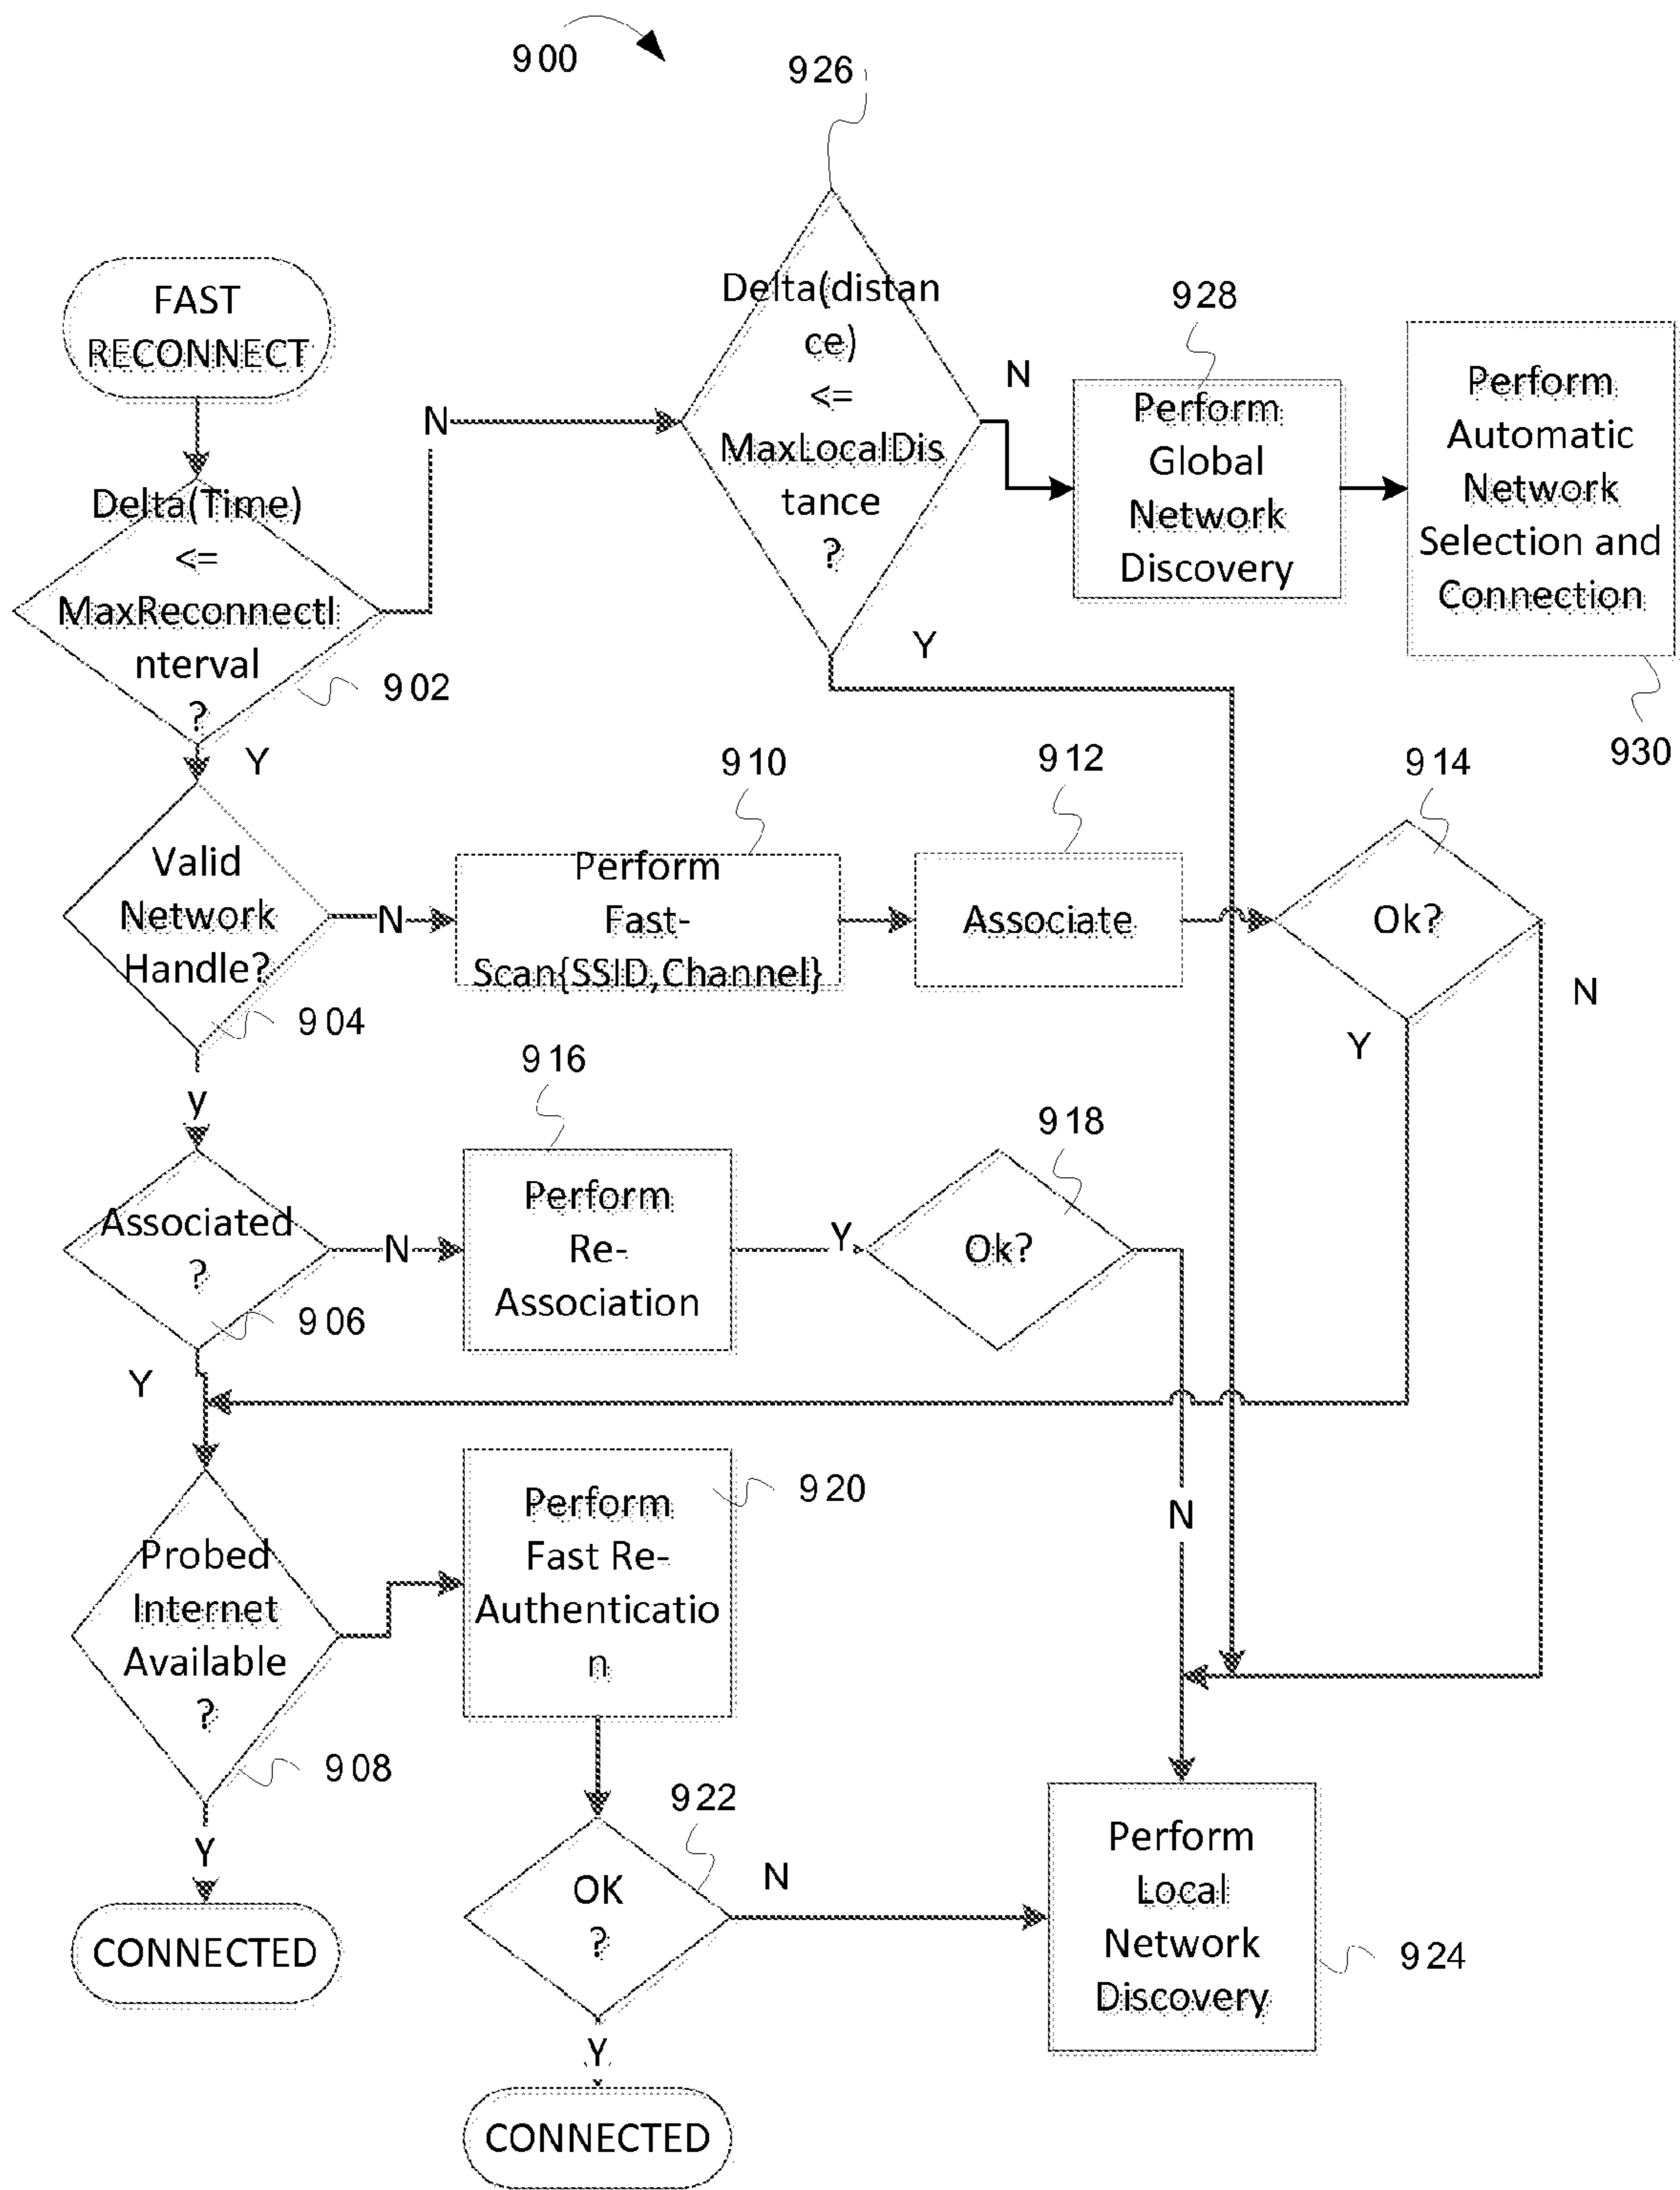 900
926
FAST
RECONNECT
Delta(Time)
<=
MaxReconnectI
nterval
?
902
N
Delta(distan
ce)
<=
MaxLocalDis
tance
?
N
928
Perform
Global
Network
Discovery
Perform
Automatic
Network
Selection and
Connection
930
Y
Y
Valid
Network
Handle?
904
N
910
Perform
Fast-
Scan{SSID,Channel}
912
Associate
914
Ok?
N
Y
y
Associated
?
906
N
916
Perform
Re-
Association
Y
918
Ok?
N
Y
Probed
Internet
Available
?
908
920
Perform
Fast Re-
Authenticatio
n
Y
CONNECTED
922
OK
?
N
Perform
Local
Network
Discovery
924
Y
CONNECTED